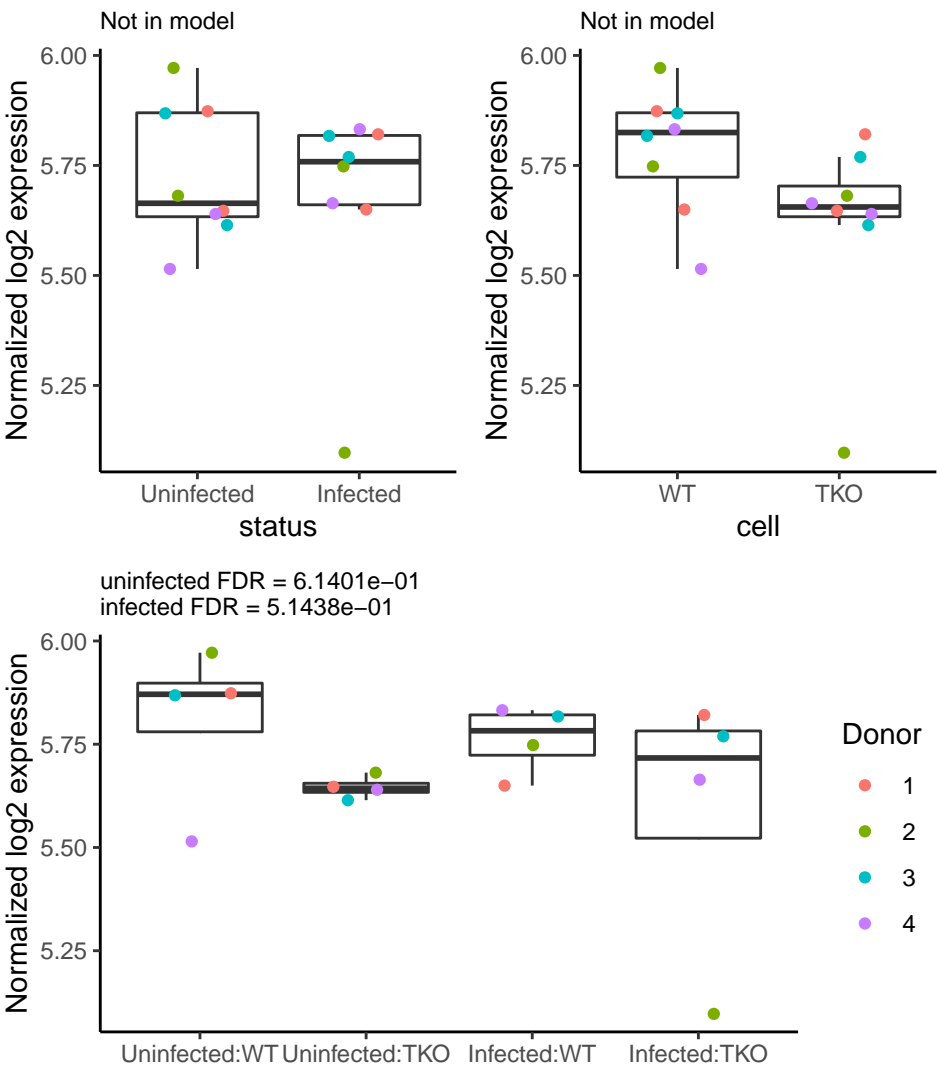 Not in model
Normalized log2 expression
6.00
5.75
5.50
5.25
Uninfected Infected
status
Not in model
Normalized log2 expression
6.00
5.75
5.50
5.25
WT TKO
cell
uninfected FDR = 6.1401e−01
infected FDR = 5.1438e−01
Normalized log2 expression
6.00
5.75
5.50
5.25
Uninfected:WT Uninfected:TKO Infected:WT Infected:TKO
Donor
1
2
3
4